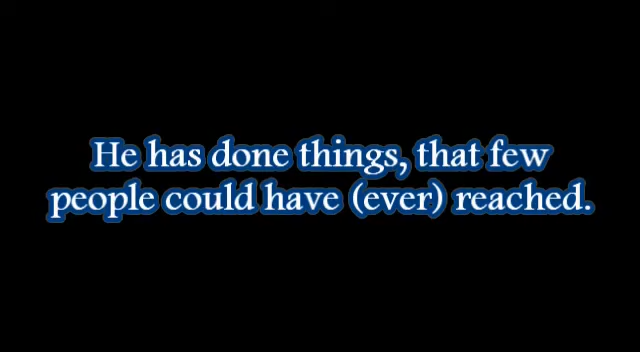 He has done things, that few
people could have (ever) reached.